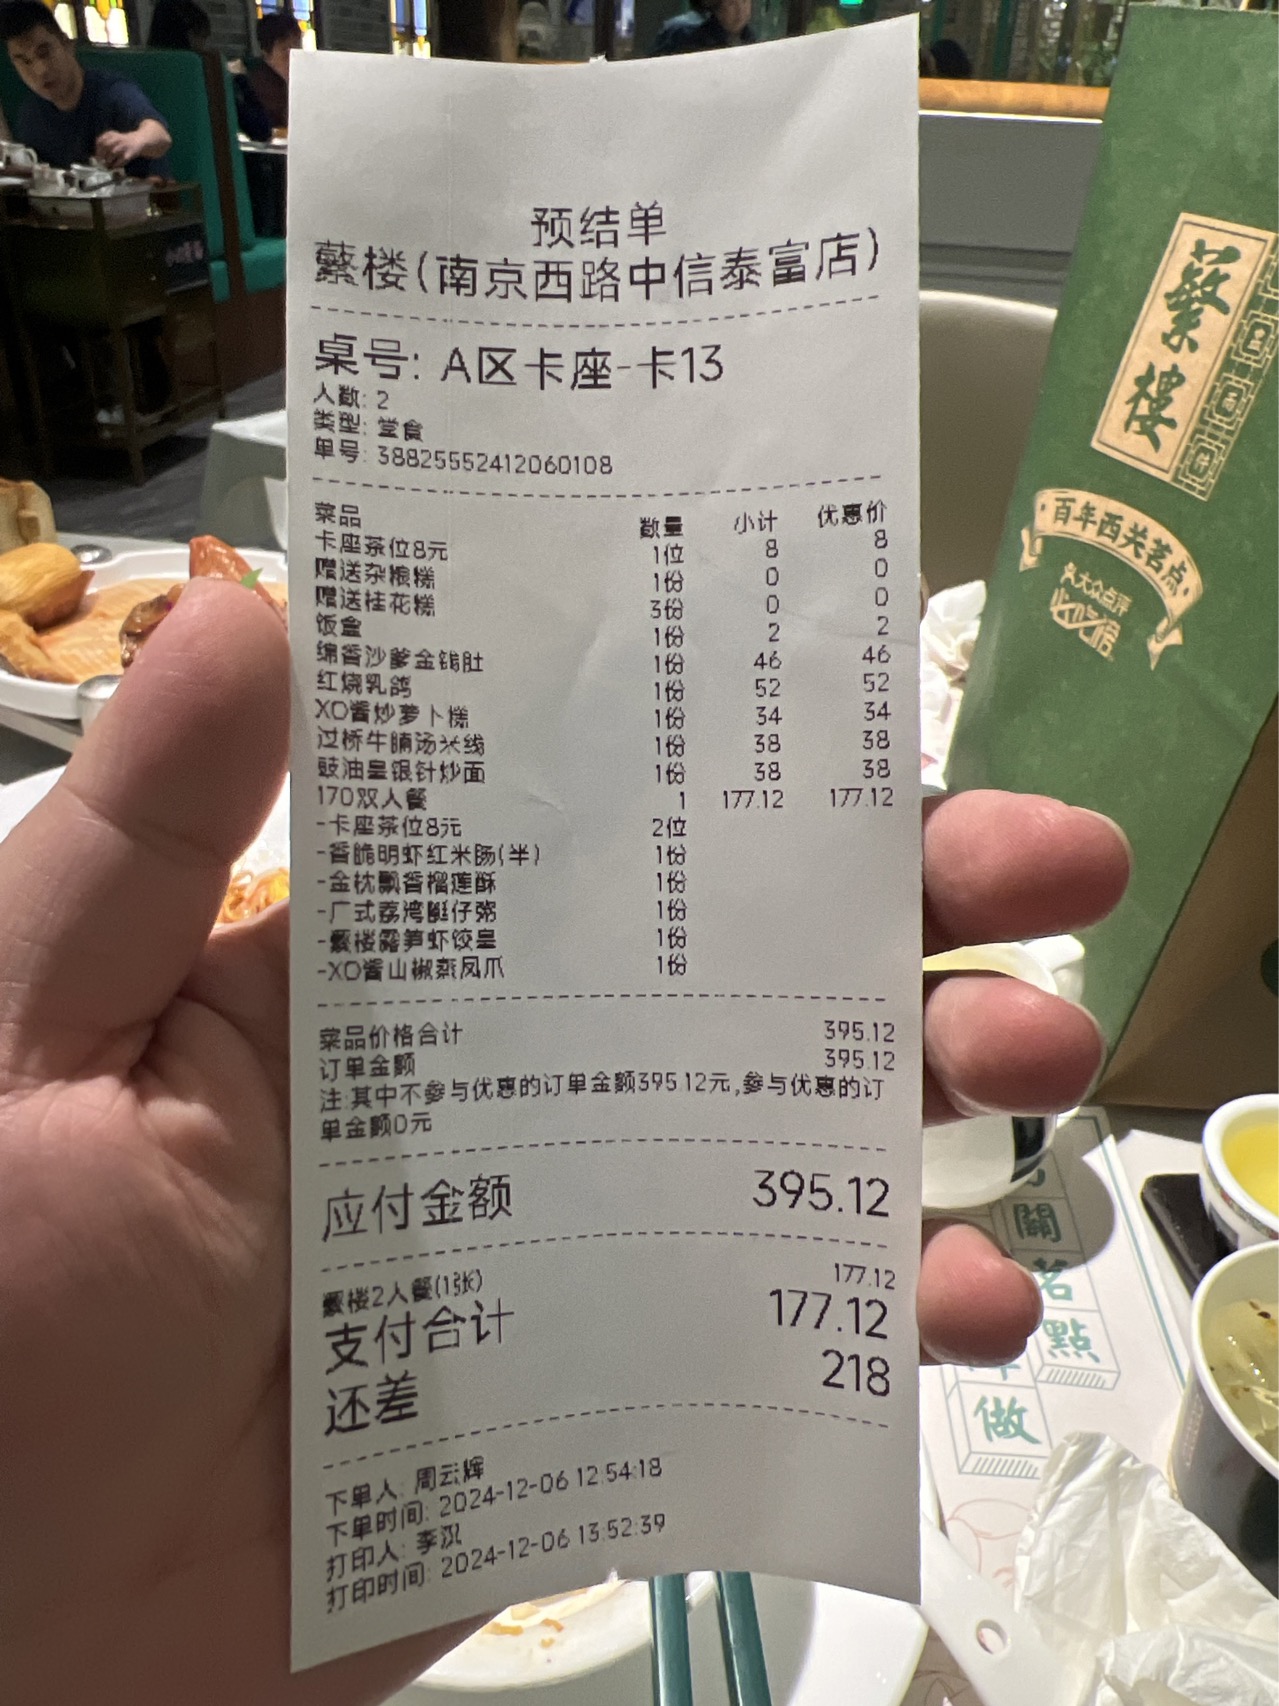 预结单
蘩楼(南京西路中信泰富店)
桌号: A区卡座-卡13
人数: 2
类型: 堂食
单号: 38825552412060108
菜品 数量 小计 优惠价
卡座茶位8元 1位 8 8
赠送杂粮糕 1份 0 0
赠送桂花糕 3份 0 0
饭盒 1份 2 2
绵香沙爹金钱肚 1份 46 46
红烧乳鸽 1份 52 52
XO酱炒萝卜糕 1份 34 34
过桥牛腩汤米线 1份 38 38
豉油皇银针炒面 1份 38 38
170双人餐 1 177.12 177.12
-卡座茶位8元 2位
-香脆明虾红米肠(半) 1份
-金枕飘香榴莲酥 1份
-广式荔湾艇仔粥 1份
-蘩楼露笋虾饺皇 1份
-XO酱山椒蒸凤爪 1份
菜品价格合计 395.12
订单金额 395.12
注:其中不参与优惠的订单金额395.12元,参与优惠的订
单金额0元
应付金额 395.12
蘩楼2人餐(1张) 177.12
支付合计 177.12
还差 218
下单人: 周云辉
下单时间: 2024-12-06 12:54:18
打印人: 李汎
打印时间: 2024-12-06 13:52:39
蘩樓
百年西关茗点
大众点评
必吃榜
關
茗
點
做